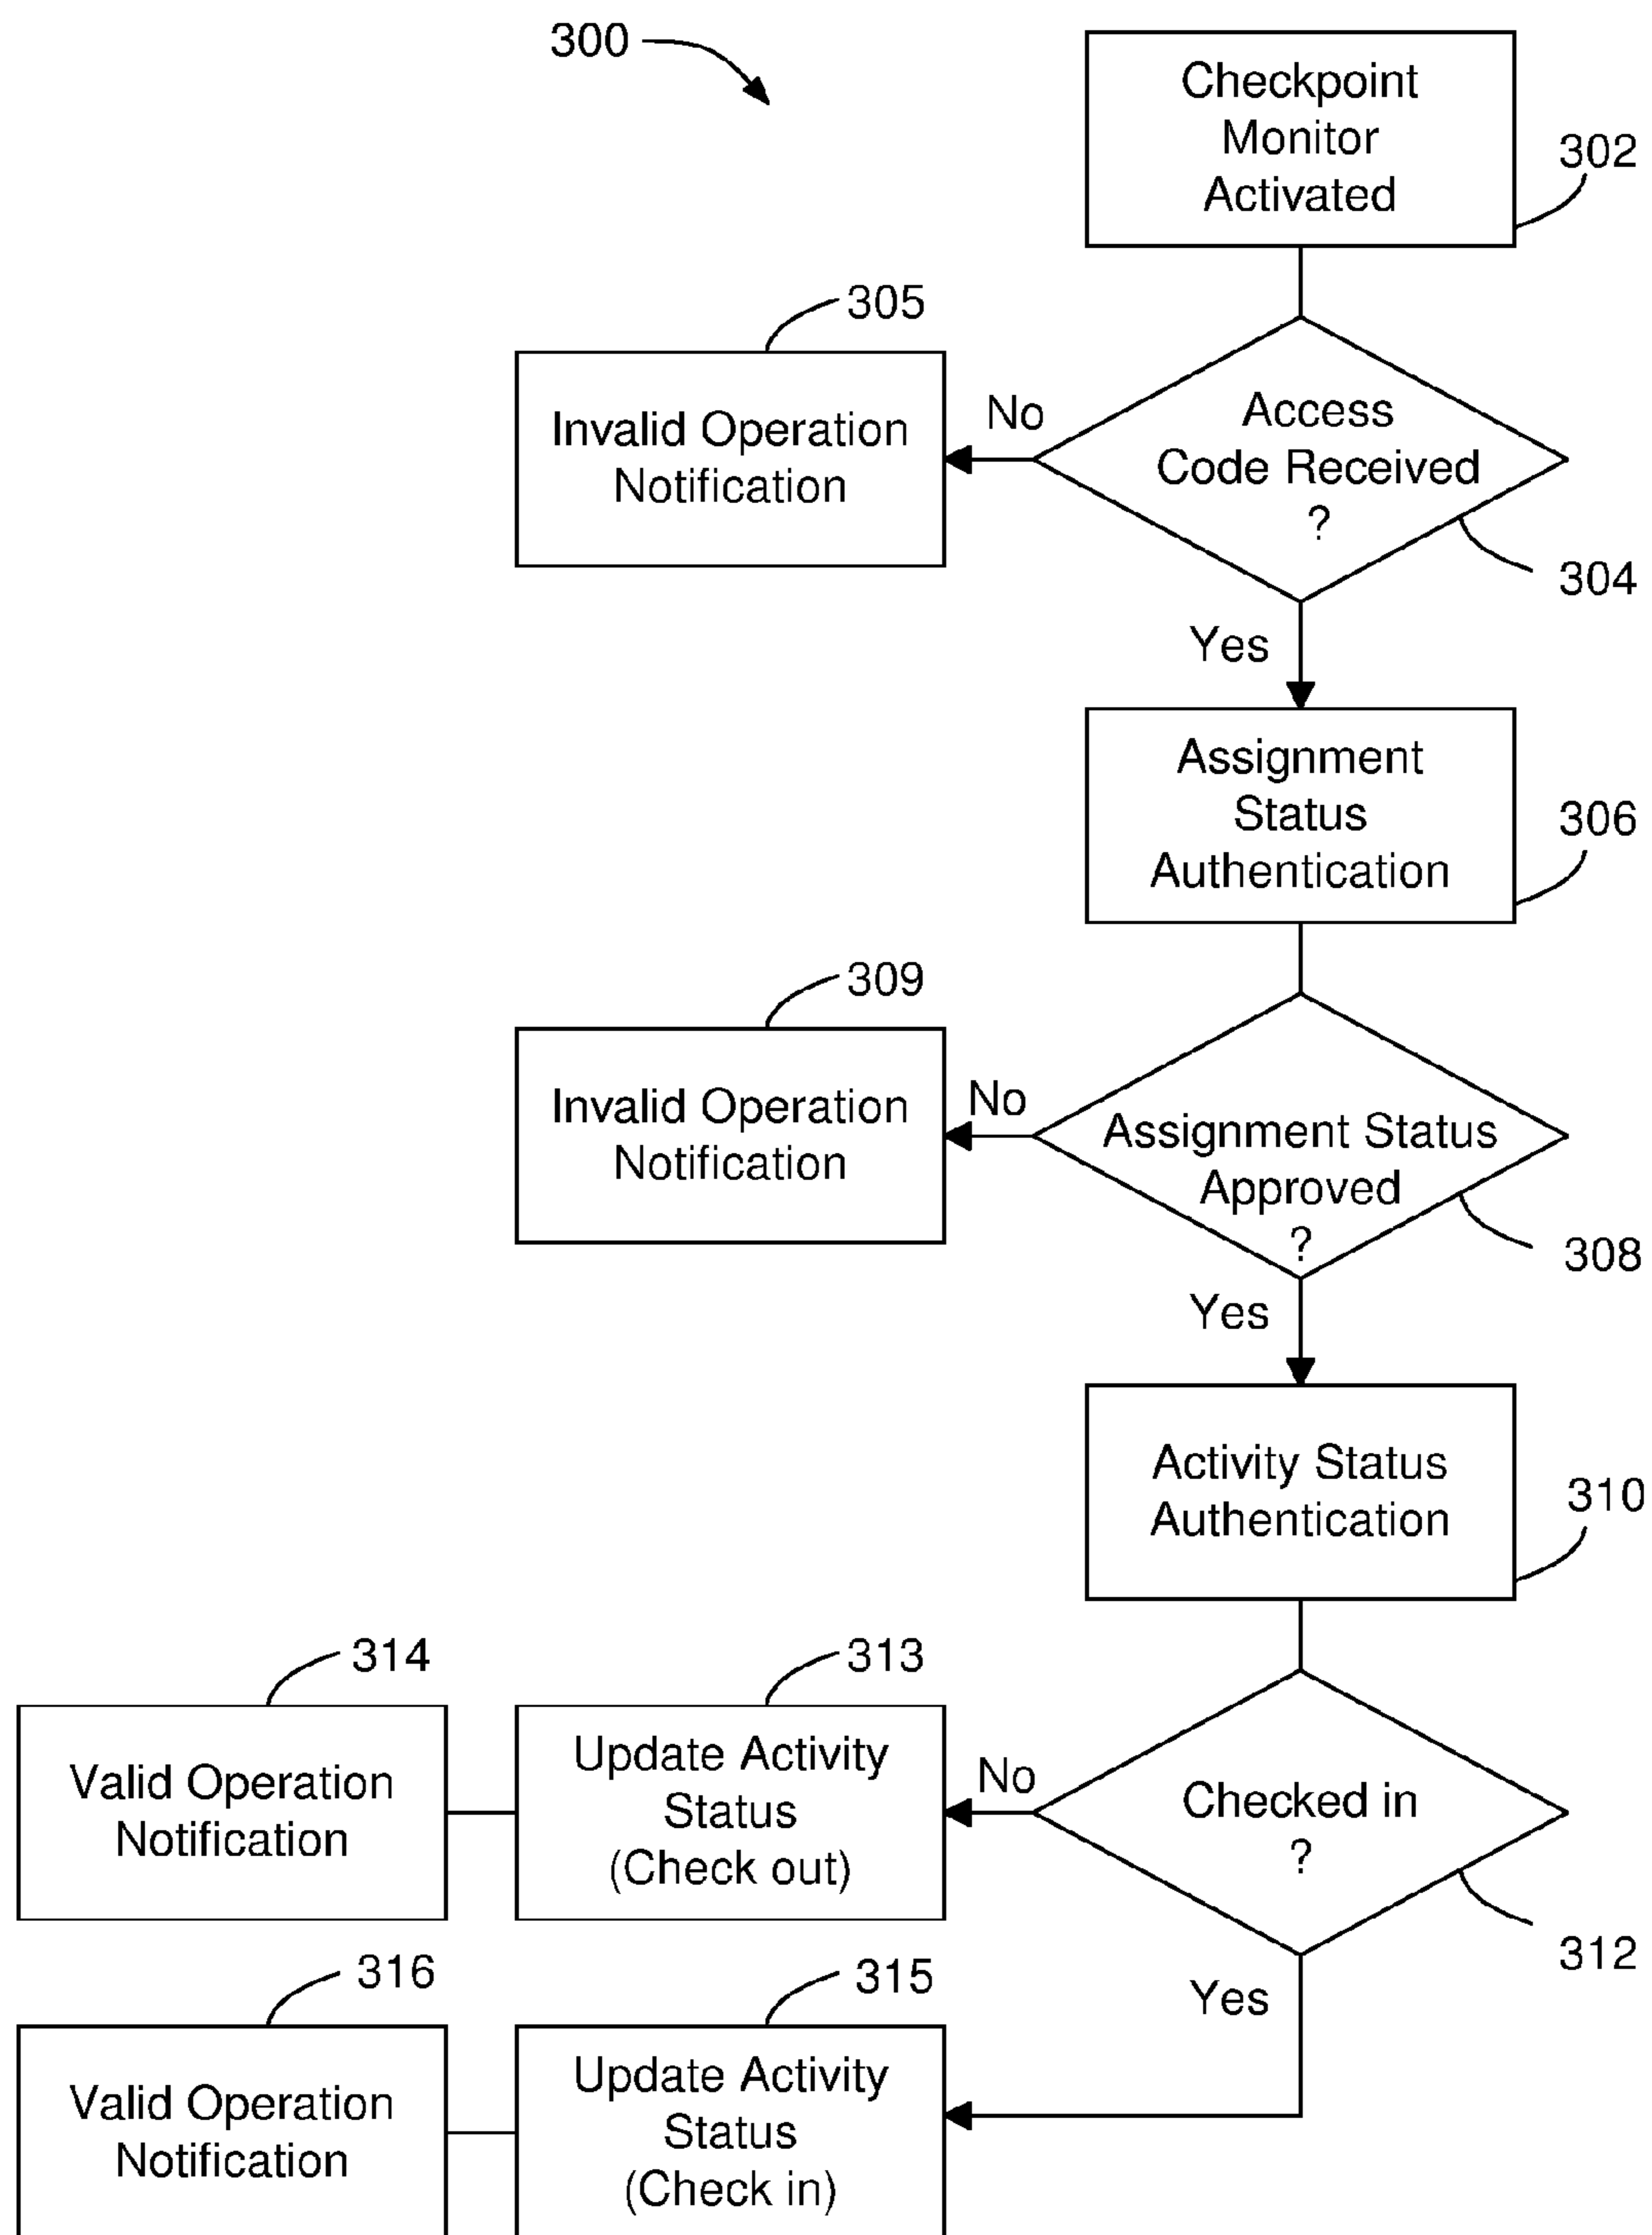 300
Checkpoint
Monitor
Activated
302
305
Invalid Operation
Notification
No
Access
Code Received
?
304
Yes
Assignment
Status
Authentication
306
309
Invalid Operation
Notification
No
Assignment Status
Approved
?
308
Yes
Activity Status
Authentication
310
314
Valid Operation
Notification
313
Update Activity
Status
(Check out)
No
Checked in
?
312
Yes
316
Valid Operation
Notification
315
Update Activity
Status
(Check in)